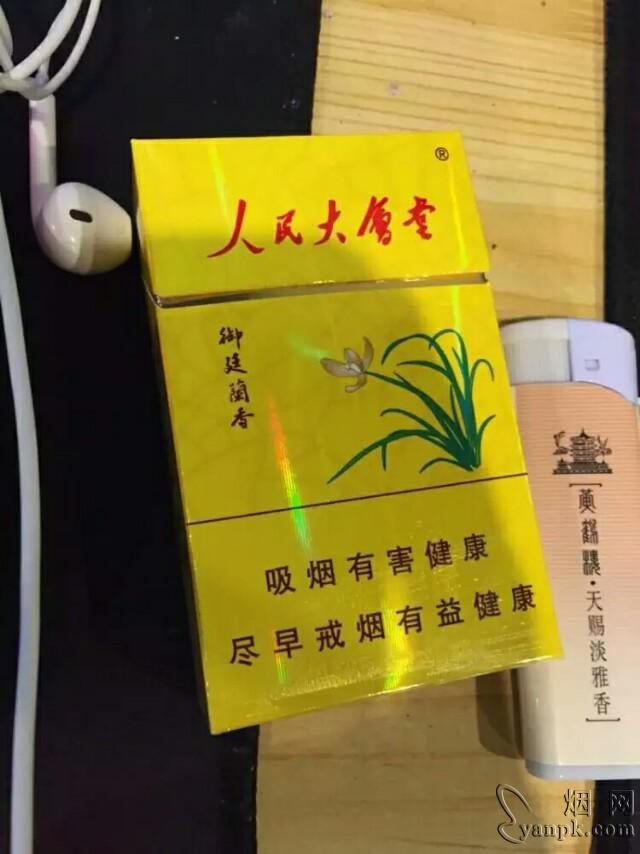 人民大會堂®
御廷蘭香
吸烟有害健康
尽早戒烟有益健康
黄鹤楼·天赐淡雅香
烟网
yanpk.com